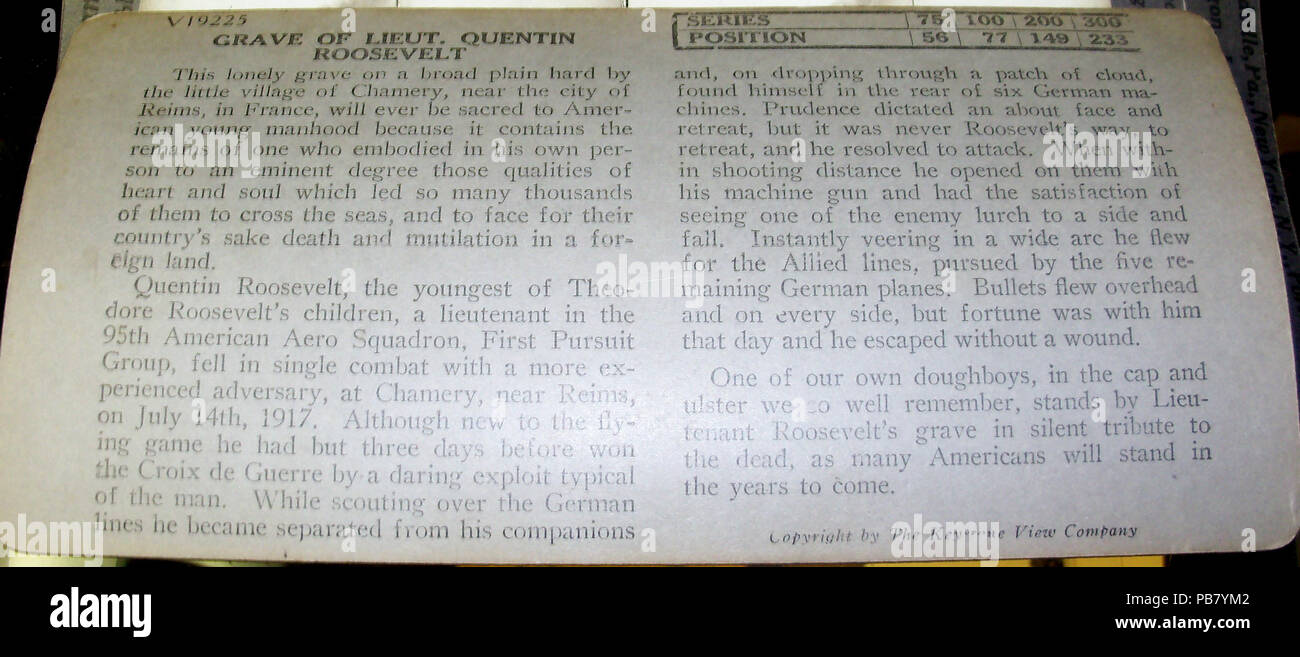 V19225
GRAVE OF LIEUT. QUENTIN
ROOSEVELT
This lonely grave on a broad plain hard by
the little village of Chamery, near the city of
Reims, in France, will ever be sacred to Amer-
ican young manhood because it contains the
remains of one who embodied in his own per-
son to an eminent degree those qualities of
heart and soul which led so many thousands
of them to cross the seas, and to face for their
country's sake death and mutilation in a for-
eign land.
Quentin Roosevelt, the youngest of Theo-
dore Roosevelt's children, a lieutenant in the
95th American Aero Squadron, First Pursuit
Group, fell in single combat with a more ex-
perienced adversary, at Chamery, near Reims,
on July 14th, 1917. Although new to the fly-
ing game he had but three days before won
the Croix de Guerre by a daring exploit typical
of the man. While scouting over the German
lines he became separated from his companions
SERIES 75 100 200 300
POSITION 56 77 149 233
and, on dropping through a patch of cloud,
found himself in the rear of six German ma-
chines. Prudence dictated an about face and
retreat, but it was never Roosevelt's way to
retreat, and he resolved to attack. When with-
in shooting distance he opened on them with
his machine gun and had the satisfaction of
seeing one of the enemy lurch to a side and
fall. Instantly veering in a wide arc he flew
for the Allied lines, pursued by the five re-
maining German planes. Bullets flew overhead
and on every side, but fortune was with him
that day and he escaped without a wound.
One of our own doughboys, in the cap and
ulster we so well remember, stands by Lieu-
tenant Roosevelt's grave in silent tribute to
the dead, as many Americans will stand in
the years to come.
Copyright by The Keystone View Company
alamy
alamy stock photo
Image ID: PB7YM2
www.alamy.com